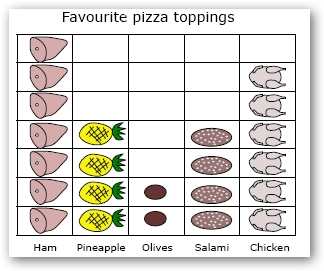 Favourite pizza toppings
Ham Pineapple Olives Salami Chicken